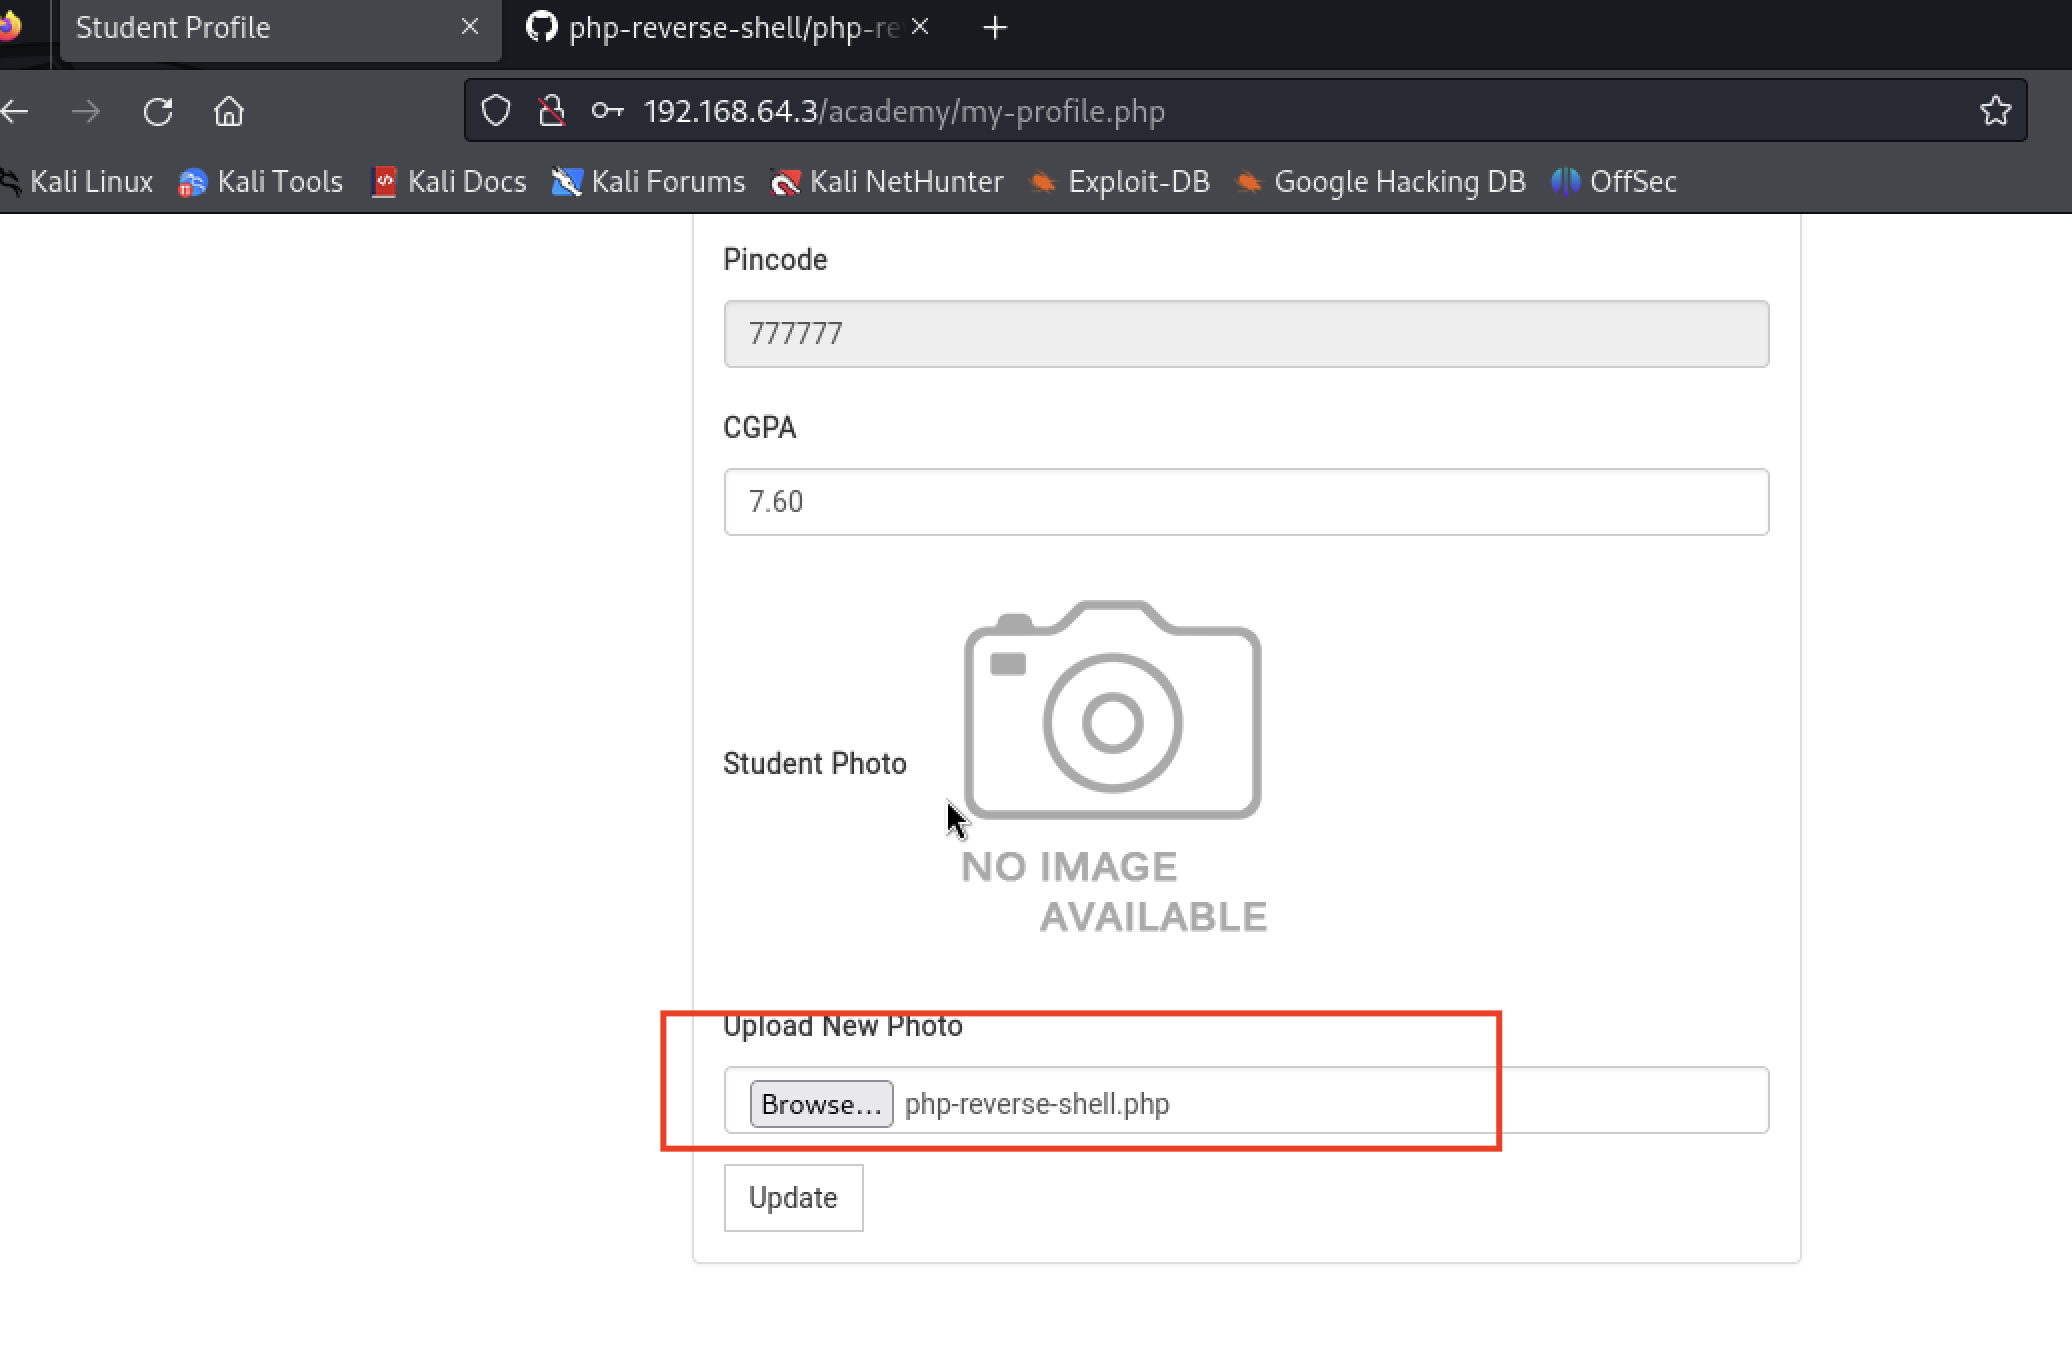 Student Profile
php-reverse-shell/php-re
192.168.64.3/academy/my-profile.php
Kali Linux Kali Tools Kali Docs Kali Forums Kali NetHunter Exploit-DB Google Hacking DB OffSec
Pincode
777777
CGPA
7.60
Student Photo
NO IMAGE
AVAILABLE
Upload New Photo
Browse... php-reverse-shell.php
Update